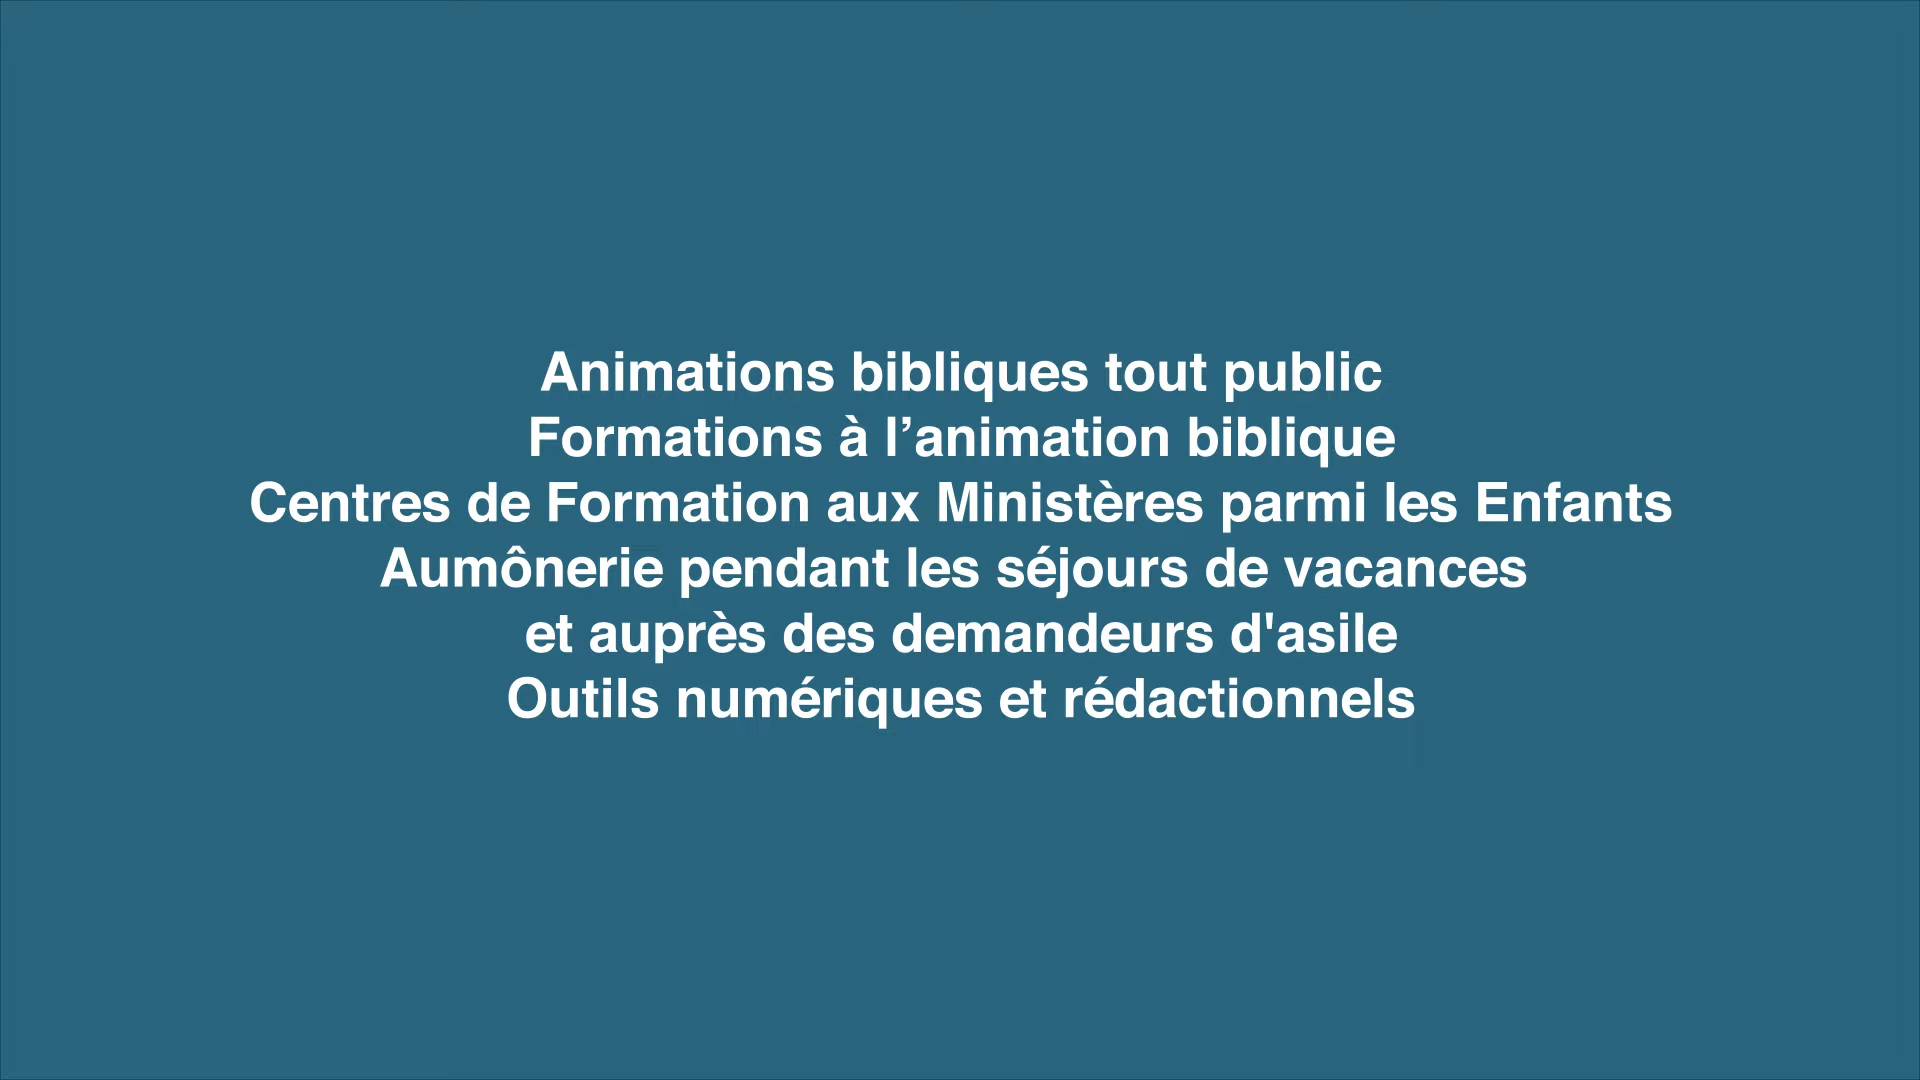 Animations bibliques tout public
Formations à l’animation biblique
Centres de Formation aux Ministères parmi les Enfants
Aumônerie pendant les séjours de vacances
et auprès des demandeurs d'asile
Outils numériques et rédactionnels